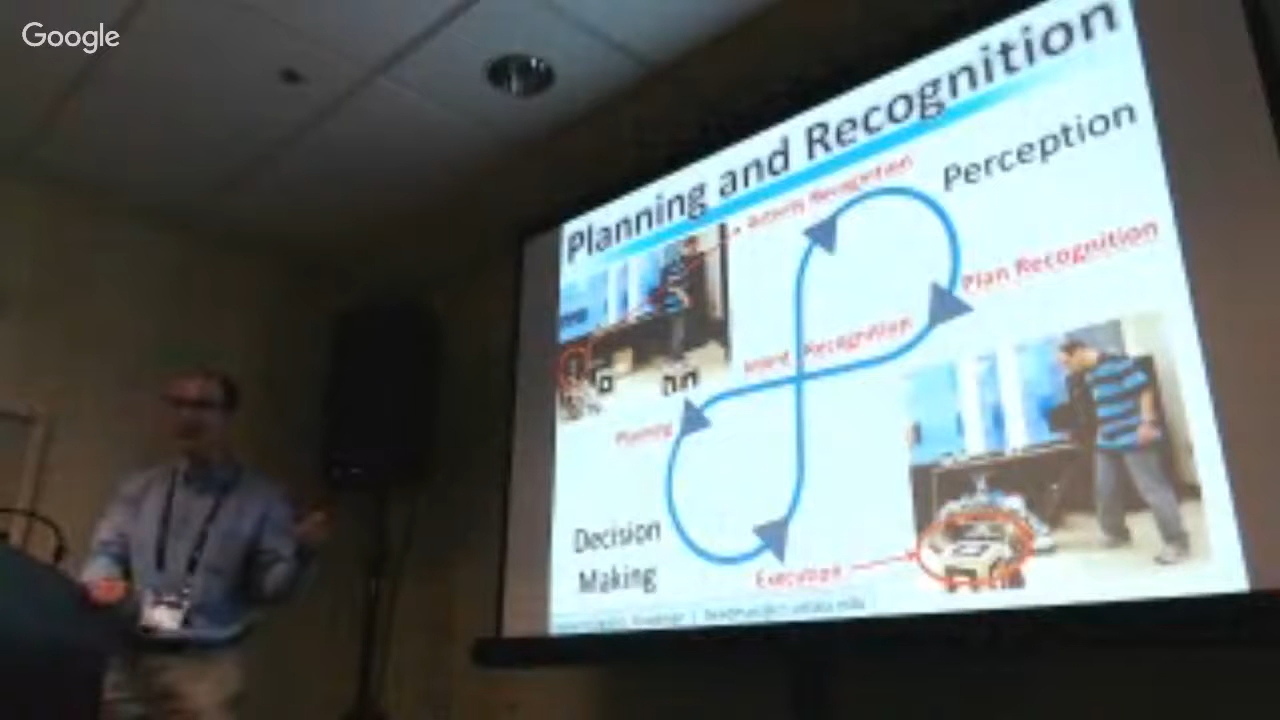 Google
Planning and Recognition
Perception
Activity Recognition
Plan Recognition
Intent Recognition
Planning
Decision
Making
Execution